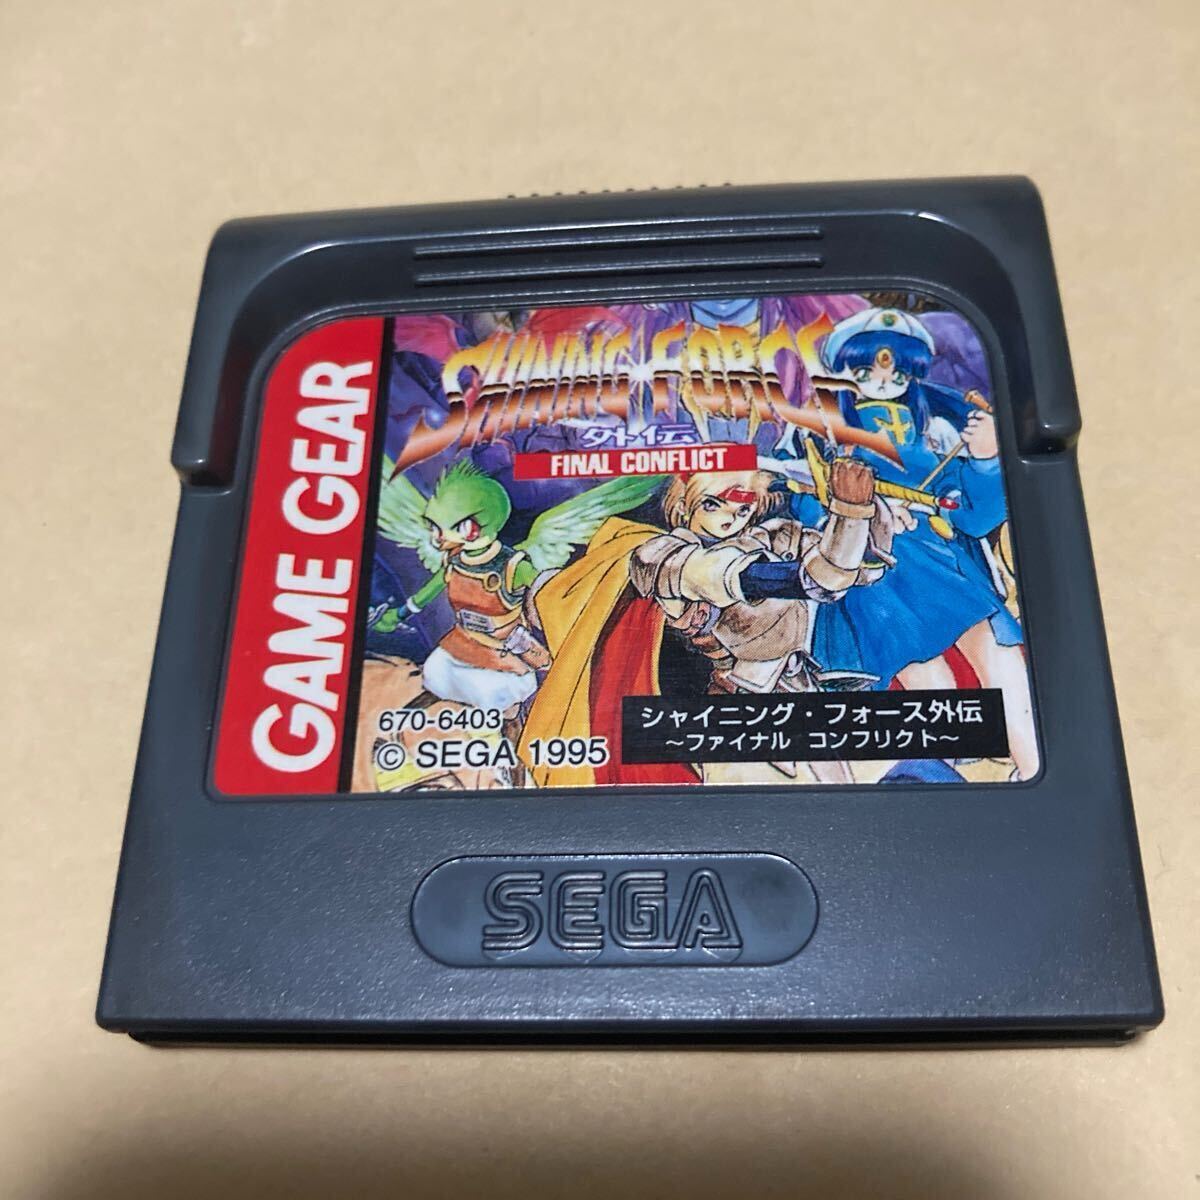 GAME GEAR
SHINING FORCE
外伝
FINAL CONFLICT
670-6403
© SEGA 1995
シャイニング・フォース外伝
～ファイナル コンフリクト～
SEGA